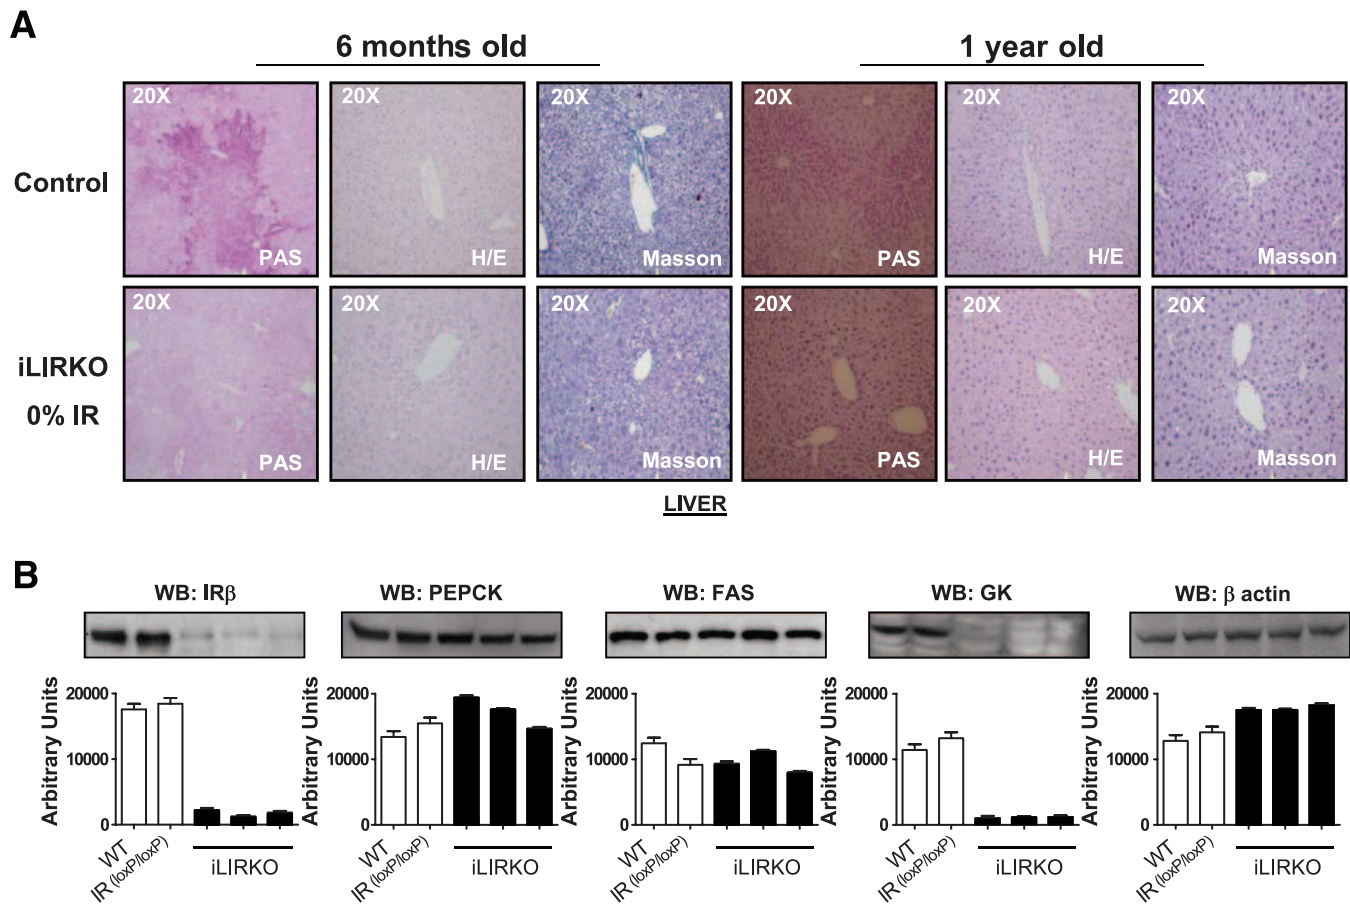 A
6 months old
1 year old
Control
20X
PAS
20X
H/E
20X
Masson
20X
PAS
20X
H/E
20X
Masson
iLIRKO
0% IR
20X
PAS
20X
H/E
20X
Masson
20X
PAS
20X
H/E
20X
Masson
LIVER
B
WB: IRβ
WB: PEPCK
WB: FAS
WB: GK
WB: β actin
Arbitrary Units
20000
10000
0
WT
IR (loxP/loxP)
iLIRKO
Arbitrary Units
20000
10000
0
WT
IR (loxP/loxP)
iLIRKO
Arbitrary Units
20000
10000
0
WT
IR (loxP/loxP)
iLIRKO
Arbitrary Units
20000
10000
0
WT
IR (loxP/loxP)
iLIRKO
Arbitrary Units
20000
10000
0
WT
IR (loxP/loxP)
iLIRKO